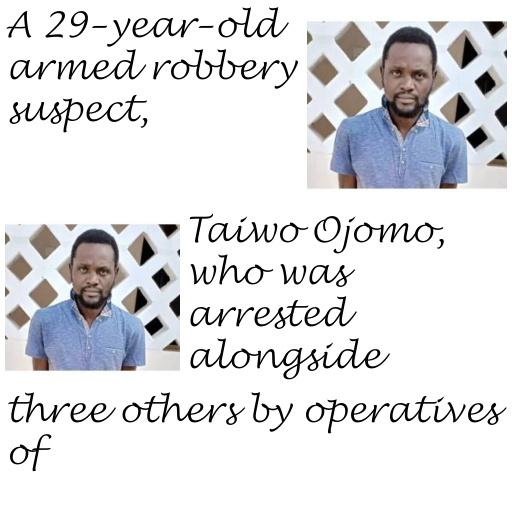 A 29-year-old
armed robbery
suspect,
Taiwo Ojomo,
who was
arrested
alongside
three others by operatives
of